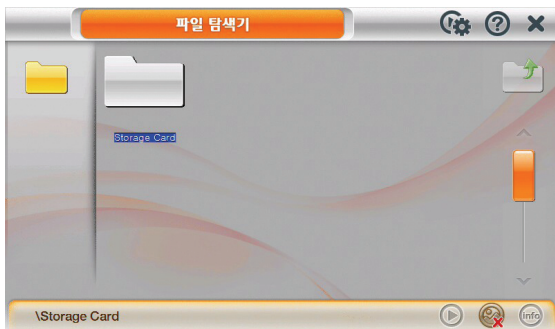 파일 탐색기
Storage Card
\Storage Card
info